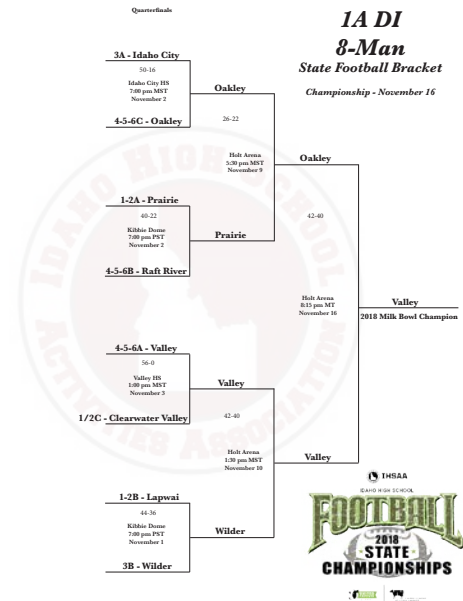 Quarterfinals
1A DI
8-Man
State Football Bracket
Championship - November 16
3A - Idaho City
50-16
Idaho City HS
7:00 pm MST
November 2
4-5-6C - Oakley
Oakley
26-22
Holt Arena
5:30 pm MST
November 9
1-2A - Prairie
40-22
Kibbie Dome
7:00 pm PST
November 2
4-5-6B - Raft River
Prairie
Oakley
42-40
Holt Arena
8:15 pm MT
November 16
Valley
2018 Milk Bowl Champion
4-5-6A - Valley
56-0
Valley HS
1:00 pm MST
November 3
1/2C - Clearwater Valley
Valley
42-40
Holt Arena
1:30 pm MST
November 10
Valley
1-2B - Lapwai
44-36
Kibbie Dome
7:00 pm PST
November 1
3B - Wilder
Wilder
IDAHO HIGH SCHOOL
ACTIVITIES ASSOCIATION
IHSAA
IDAHO HIGH SCHOOL
FOOTBALL
2018
STATE
CHAMPIONSHIPS